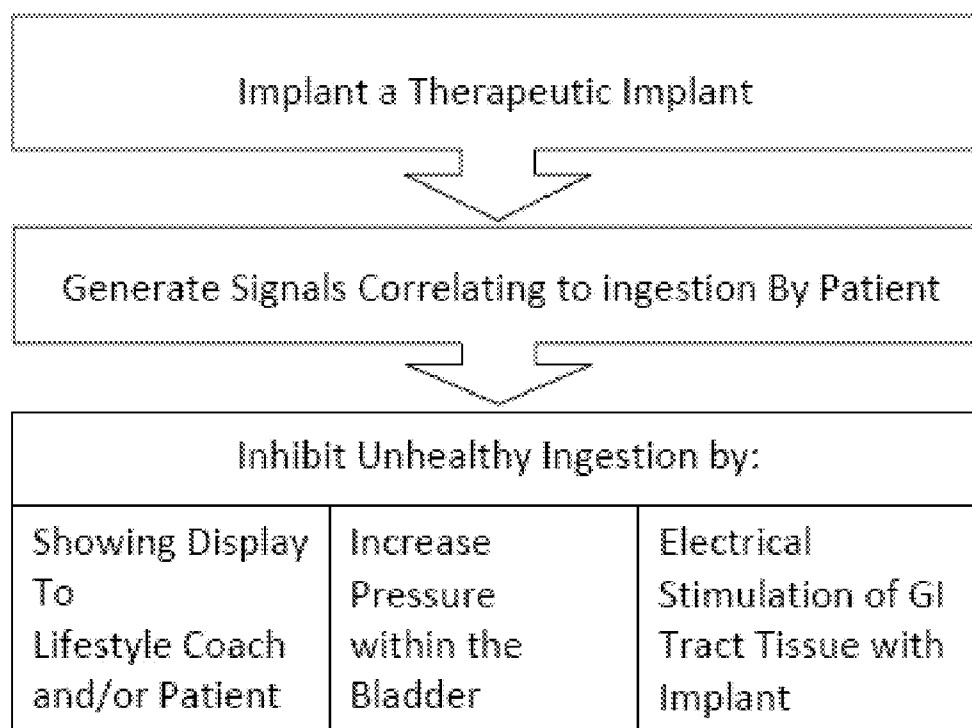 Implant a Therapeutic Implant
Generate Signals Correlating to ingestion By Patient
Inhibit Unhealthy Ingestion by:
Showing Display
To
Lifestyle Coach
and/or Patient
Increase
Pressure
within the
Bladder
Electrical
Stimulation of GI
Tract Tissue with
Implant